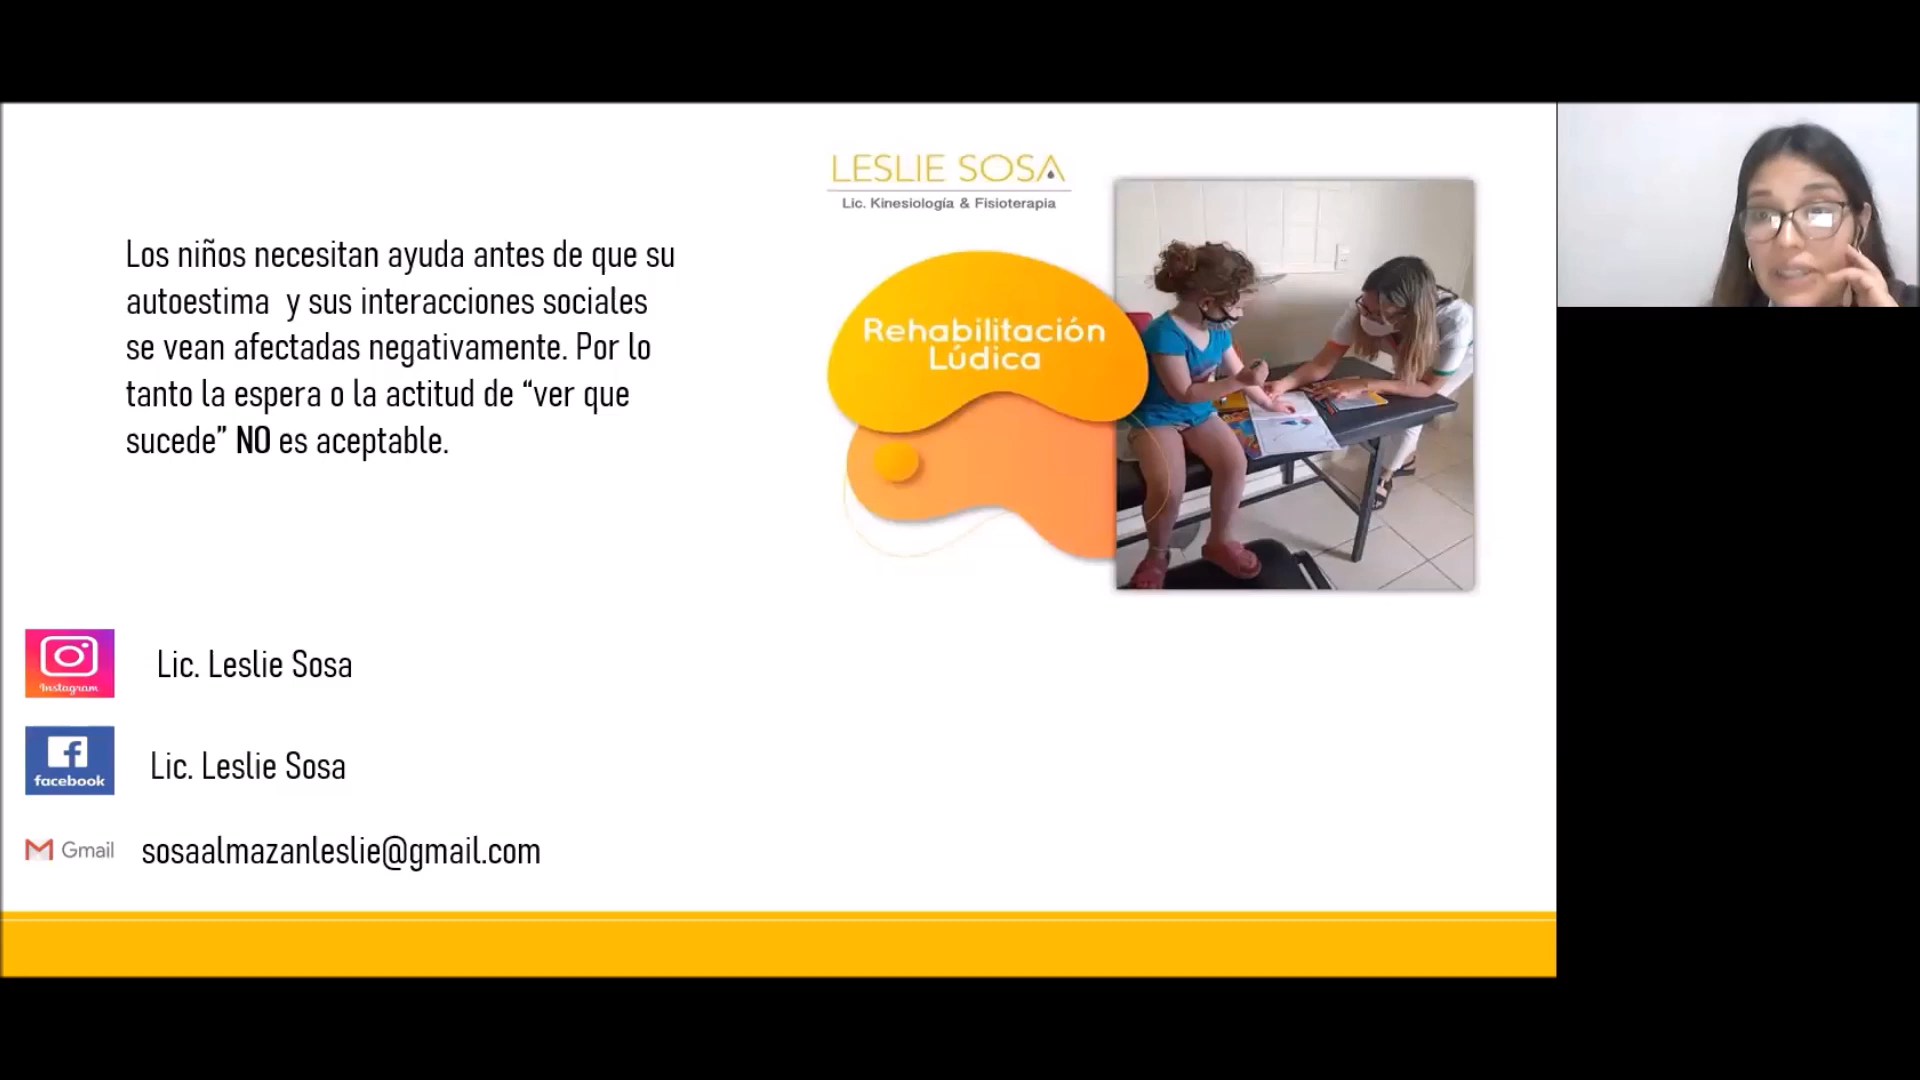 LESLIE SOSA
Lic. Kinesiología & Fisioterapia
Los niños necesitan ayuda antes de que su
autoestima y sus interacciones sociales
se vean afectadas negativamente. Por lo
tanto la espera o la actitud de “ver que
sucede” NO es aceptable.
Rehabilitación
Lúdica
Instagram
Lic. Leslie Sosa
facebook
Lic. Leslie Sosa
Gmail
sosaalmazanleslie@gmail.com